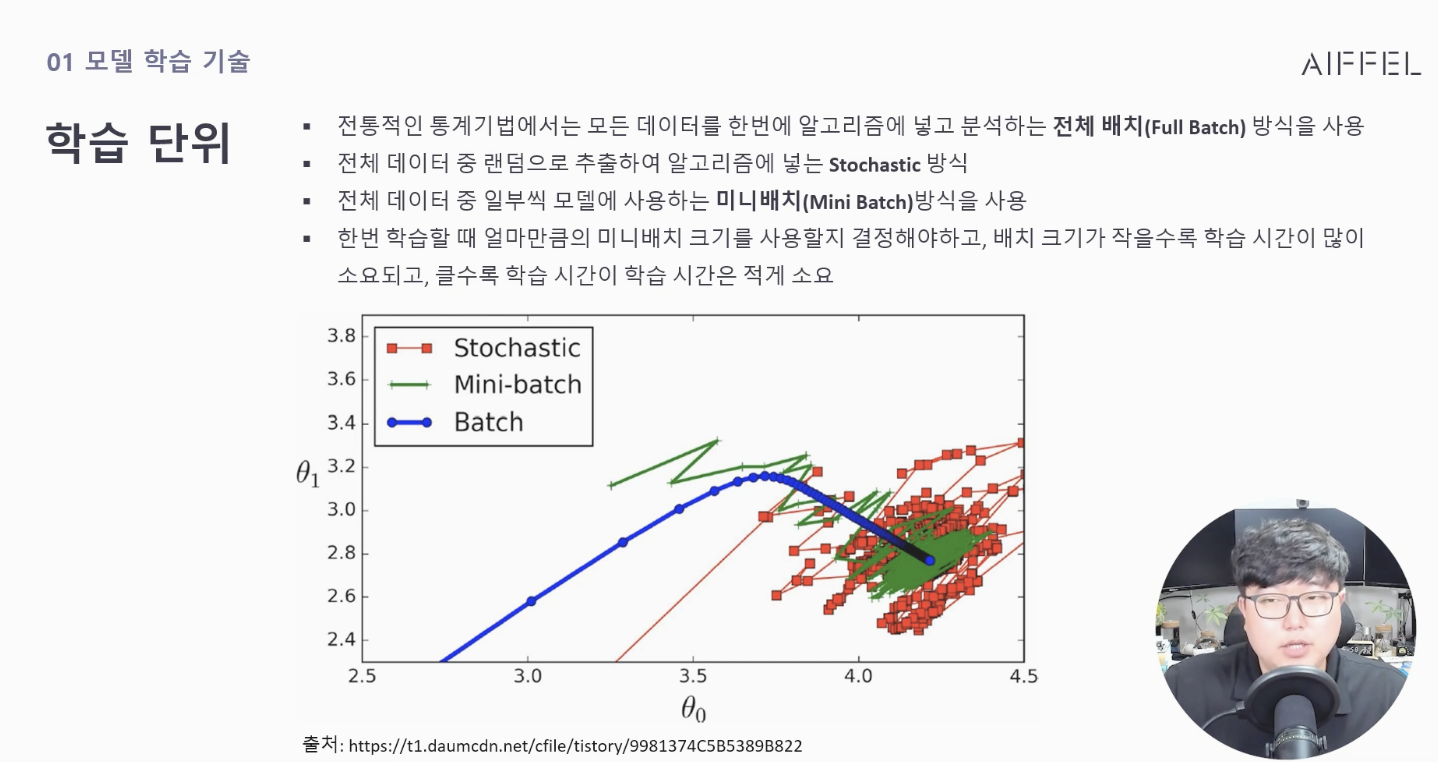 01 모델 학습 기술
AIFFEL
학습 단위
▪ 전통적인 통계기법에서는 모든 데이터를 한번에 알고리즘에 넣고 분석하는 전체 배치(Full Batch) 방식을 사용
▪ 전체 데이터 중 랜덤으로 추출하여 알고리즘에 넣는 Stochastic 방식
▪ 전체 데이터 중 일부씩 모델에 사용하는 미니배치(Mini Batch)방식을 사용
▪ 한번 학습할 때 얼마만큼의 미니배치 크기를 사용할지 결정해야하고, 배치 크기가 작을수록 학습 시간이 많이
소요되고, 클수록 학습 시간이 학습 시간은 적게 소요
Stochastic
Mini-batch
Batch
θ1
3.8
3.6
3.4
3.2
3.0
2.8
2.6
2.4
2.5 3.0 3.5 4.0 4.5
θ0
출처: https://t1.daumcdn.net/cfile/tistory/9981374C5B5389B822